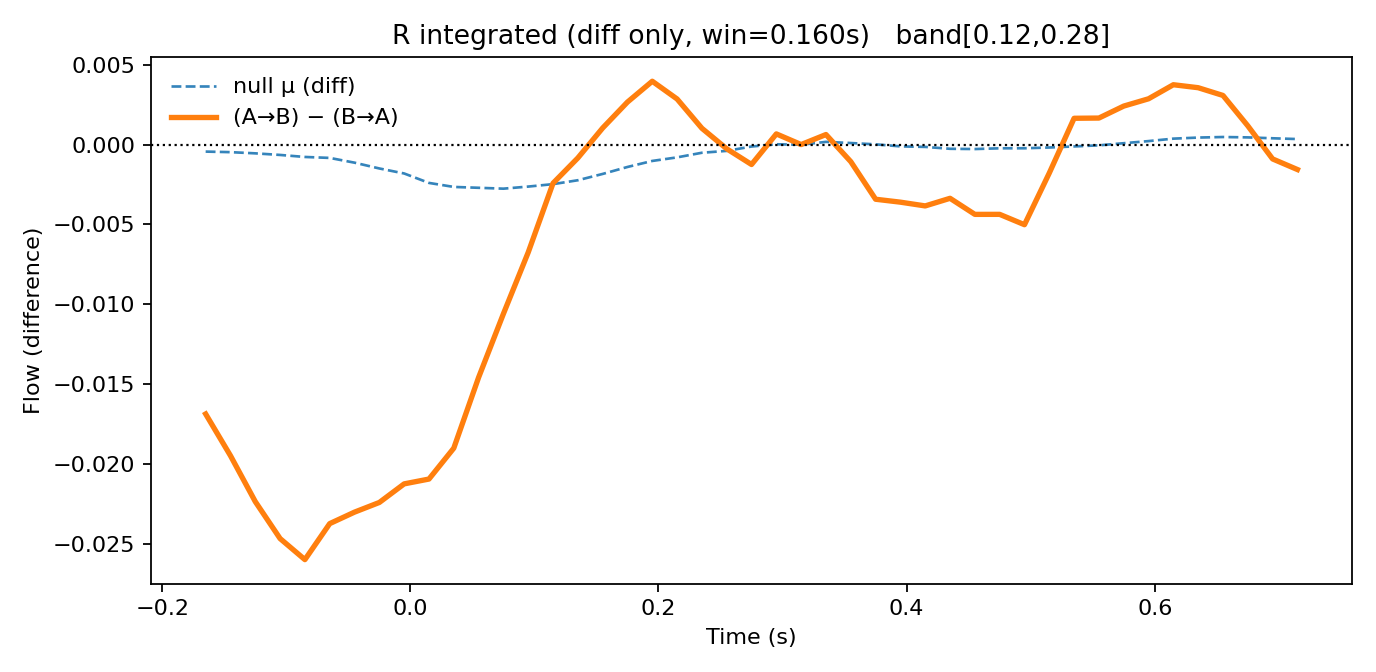 R integrated (diff only, win=0.160s)   band[0.12,0.28]
null μ (diff)
(A→B) − (B→A)
0.005
0.000
−0.005
−0.010
−0.015
−0.020
−0.025
Flow (difference)
−0.2
0.0
0.2
0.4
0.6
Time (s)